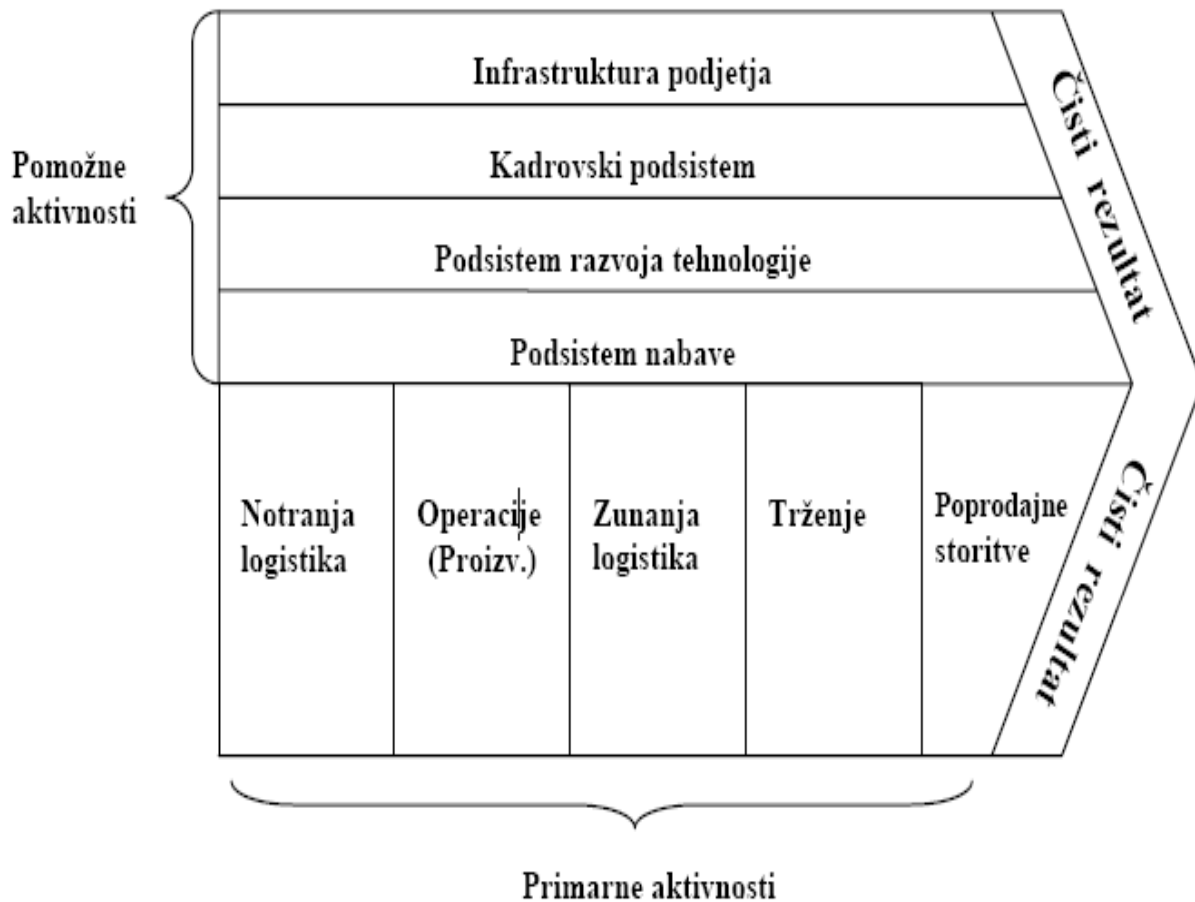 Infrastruktura podjetja
Kadrovski podsistem
Podsistem razvoja tehnologije
Podsistem nabave
Pomožne
aktivnosti
Čisti rezultat
Notranja
logistika
Operacije
(Proizv.)
Zunanja
logistika
Trženje
Poprodajne
storitve
Čisti rezultat
Primarne aktivnosti